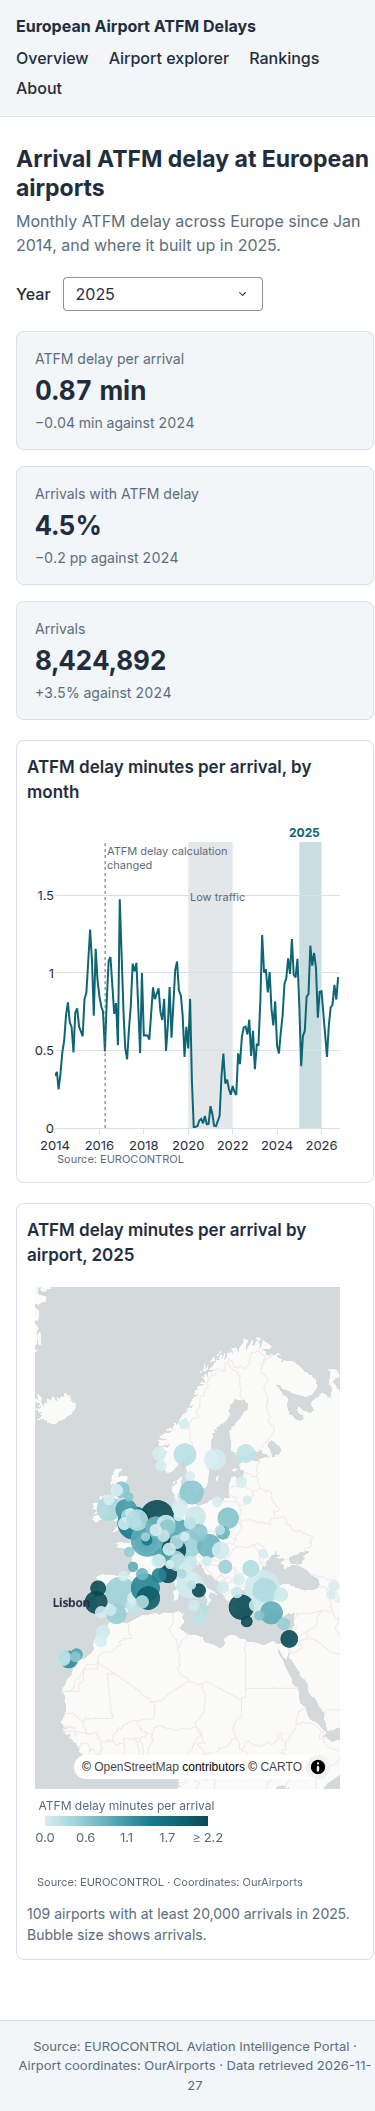 European Airport ATFM Delays
Overview Airport explorer Rankings
About
Arrival ATFM delay at European
airports
Monthly ATFM delay across Europe since Jan
2014, and where it built up in 2025.
Year 2025
ATFM delay per arrival
0.87 min
−0.04 min against 2024
Arrivals with ATFM delay
4.5%
−0.2 pp against 2024
Arrivals
8,424,892
+3.5% against 2024
ATFM delay minutes per arrival, by
month
2025
ATFM delay calculation
changed
Low traffic
1.5
1
0.5
0
2014 2016 2018 2020 2022 2024 2026
Source: EUROCONTROL
ATFM delay minutes per arrival by
airport, 2025
Lisbon
© OpenStreetMap contributors © CARTO
ATFM delay minutes per arrival
0.0 0.6 1.1 1.7 ≥ 2.2
Source: EUROCONTROL · Coordinates: OurAirports
109 airports with at least 20,000 arrivals in 2025.
Bubble size shows arrivals.
Source: EUROCONTROL Aviation Intelligence Portal ·
Airport coordinates: OurAirports · Data retrieved 2026-11-
27